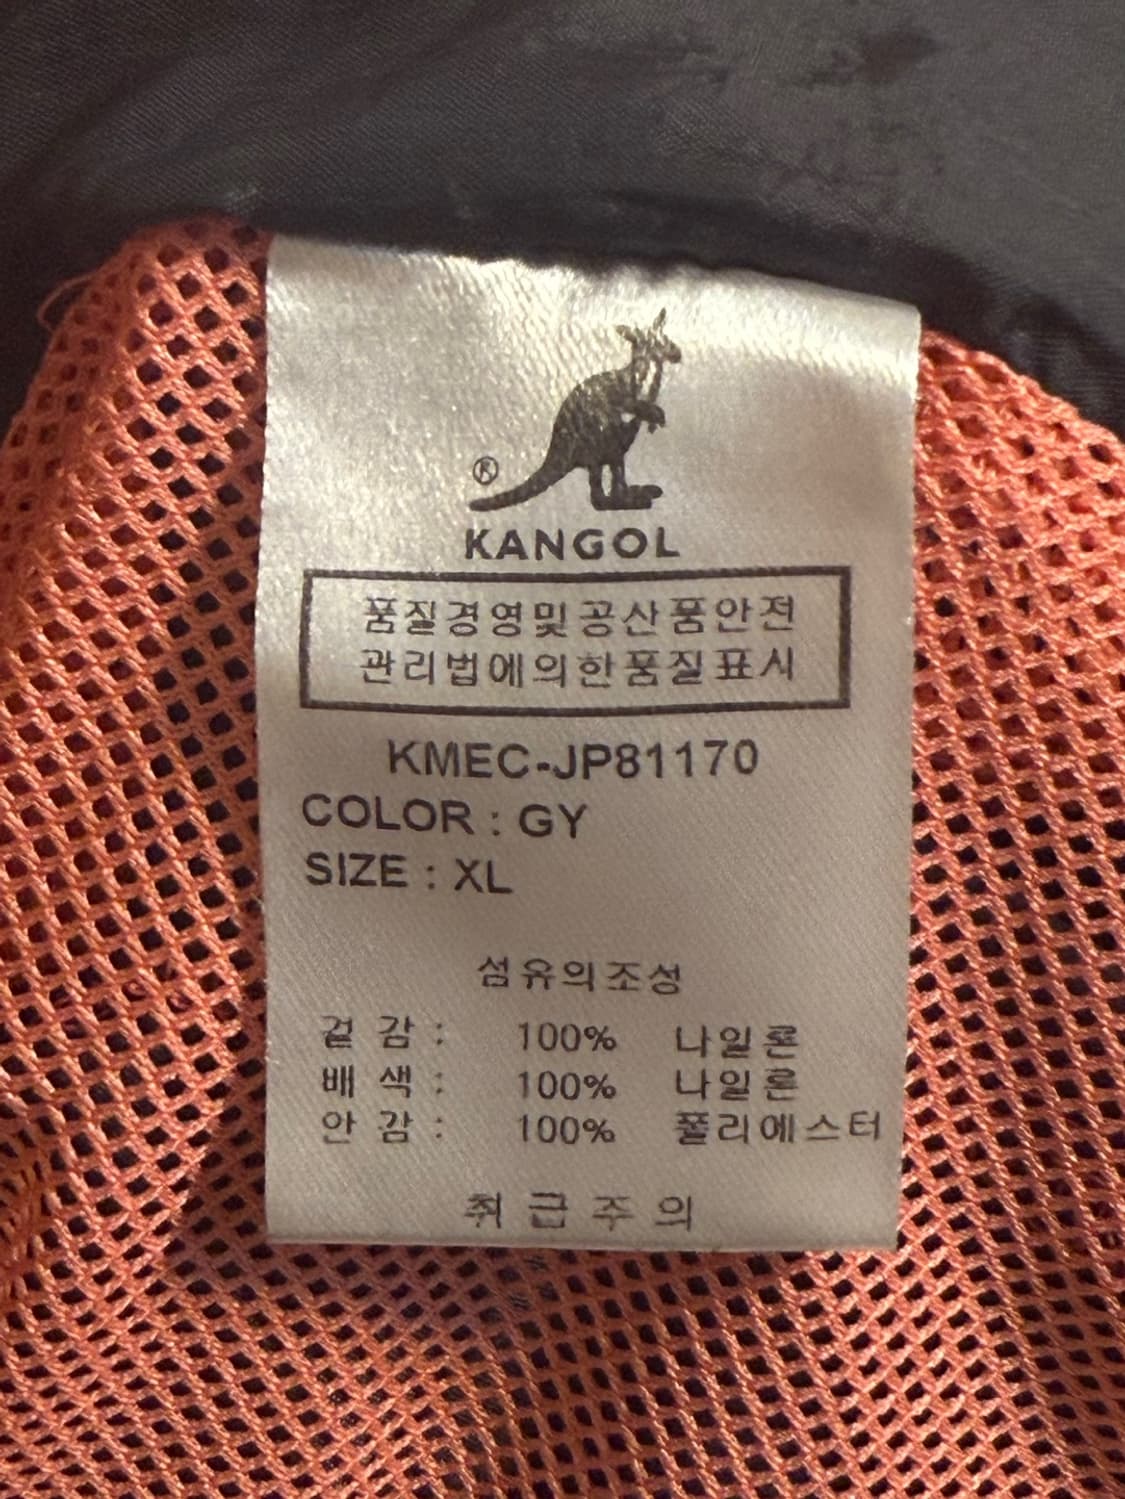 ®
KANGOL
품질경영및공산품안전
관리법에의한품질표시
KMEC-JP81170
COLOR : GY
SIZE : XL
섬유의조성
겉 감 : 100% 나일론
배 색 : 100% 나일론
안 감 : 100% 폴리에스터
취 급 주 의